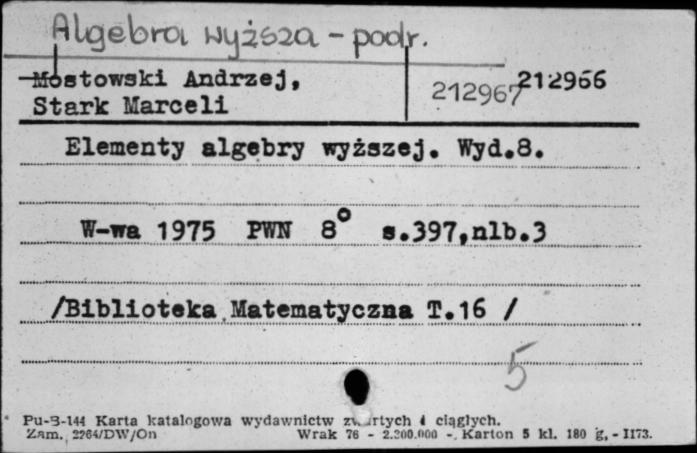 Algebra wyższa - podr.
Mostowski Andrzej,
Stark Marceli
212967 212966
Elementy algebry wyższej. Wyd.8.
W-wa 1975 PWN 8° s.397,nlb.3
/Biblioteka Matematyczna T.16 /
5
Pu-B-144 Karta katalogowa wydawnictw zwartych i ciągłych.
Zam. 2264/DW/On Wrak 76 - 2.200.000 - Karton 5 kl. 180 g. - 1173.